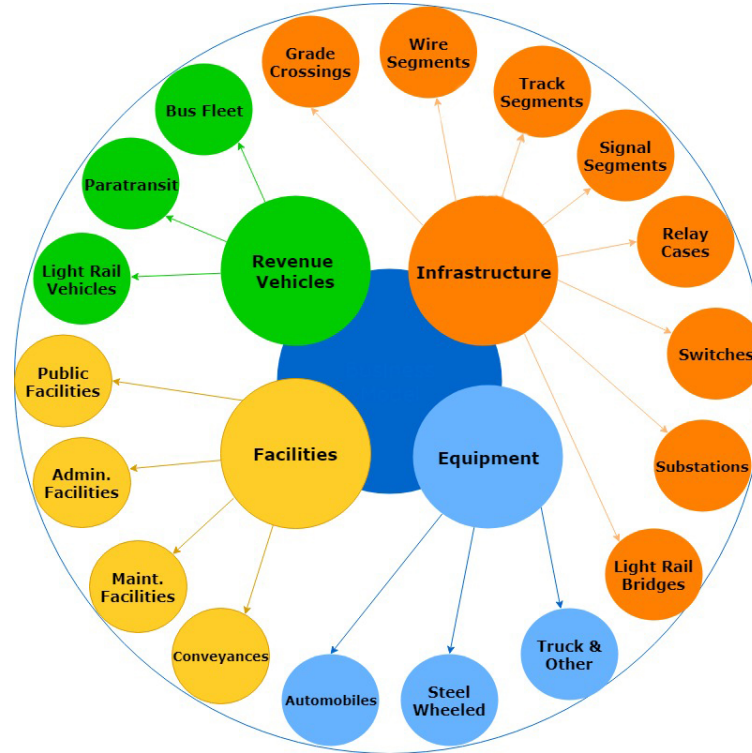 Grade
Crossings
Wire
Segments
Track
Segments
Signal
Segments
Relay
Cases
Switches
Substations
Light Rail
Bridges
Infrastructure
Bus Fleet
Paratransit
Light Rail
Vehicles
Revenue
Vehicles
Public
Facilities
Admin.
Facilities
Maint.
Facilities
Conveyances
Facilities
Equipment
Automobiles
Steel
Wheeled
Truck &
Other